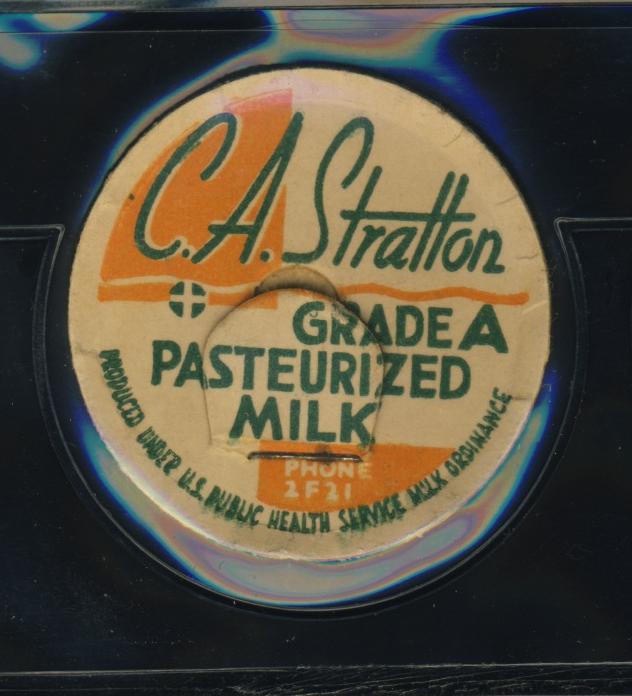 C.A. Stratton
GRADE A
PASTEURIZED
MILK
PHONE
2F21
PRODUCED UNDER U.S. PUBLIC HEALTH SERVICE MILK ORDINANCE